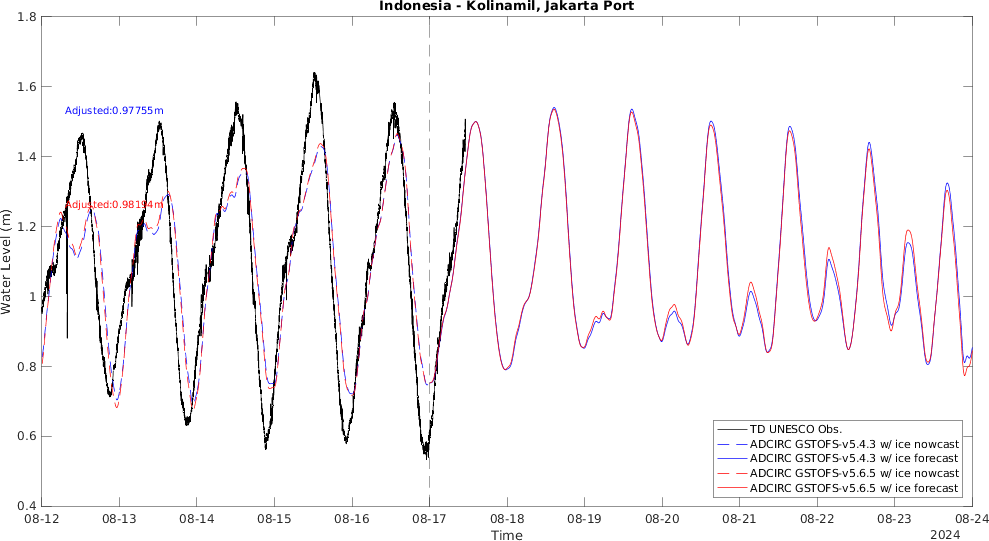 Indonesia - Kolinamil, Jakarta Port
1.8
1.6
1.4
1.2
1
0.8
0.6
0.4
Water Level (m)
Adjusted:0.97755m
Adjusted:0.98194m
TD UNESCO Obs.
ADCIRC GSTOFS-v5.4.3 w/ ice nowcast
ADCIRC GSTOFS-v5.4.3 w/ ice forecast
ADCIRC GSTOFS-v5.6.5 w/ ice nowcast
ADCIRC GSTOFS-v5.6.5 w/ ice forecast
08-12 08-13 08-14 08-15 08-16 08-17 08-18 08-19 08-20 08-21 08-22 08-23 08-24
Time
2024